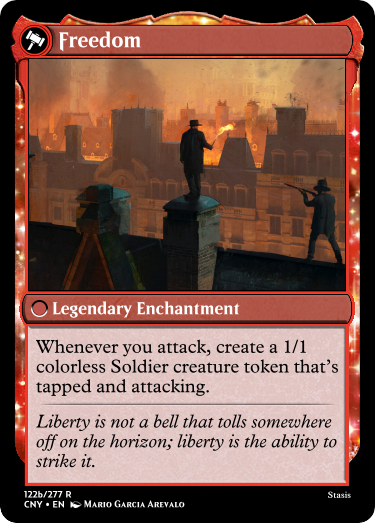 Freedom
Legendary Enchantment
Whenever you attack, create a 1/1
colorless Soldier creature token that's
tapped and attacking.
Liberty is not a bell that tolls somewhere
off on the horizon; liberty is the ability to
strike it.
122b/277 R
Stasis
CNY • EN Mario Garcia Arevalo